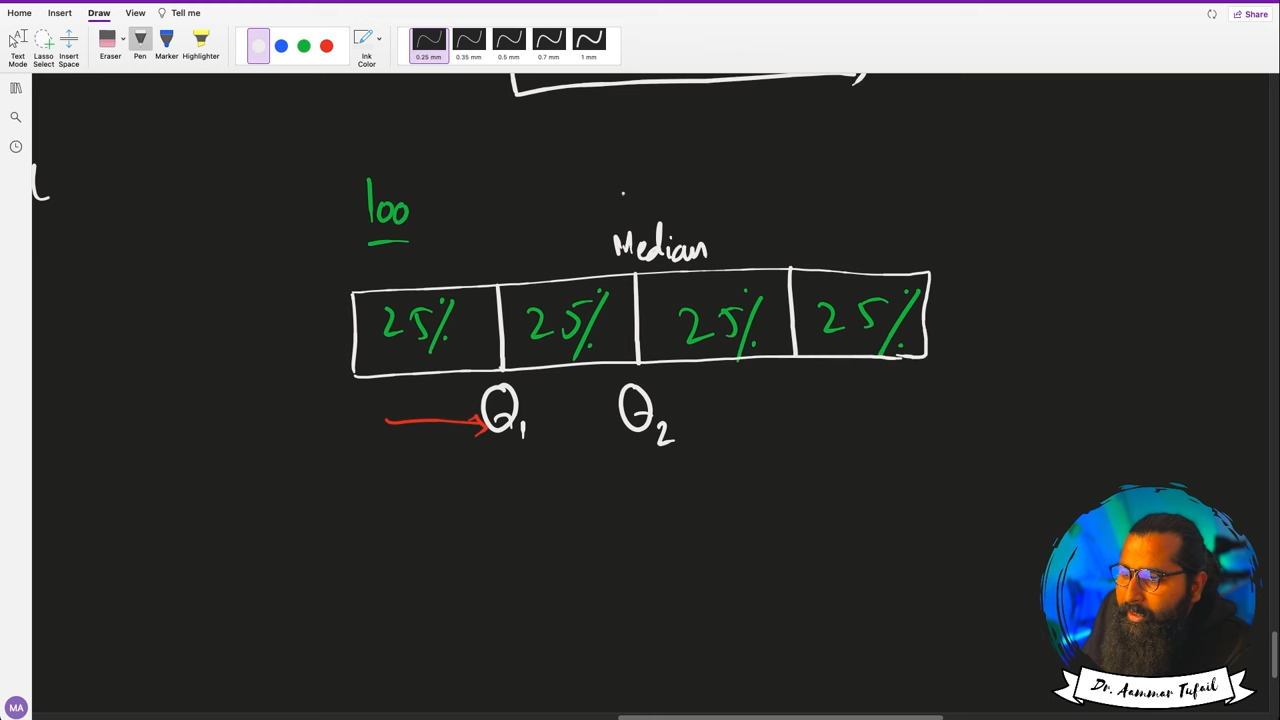 Home Insert Draw View Tell me
Share
Text Mode
Lasso Select
Insert Space
Eraser
Pen
Marker
Highlighter
Ink Color
0.25 mm
0.35 mm
0.5 mm
0.7 mm
1 mm
100
Median
25% 25% 25% 25%
Q1 Q2
MA
Dr. Aammar Tufail